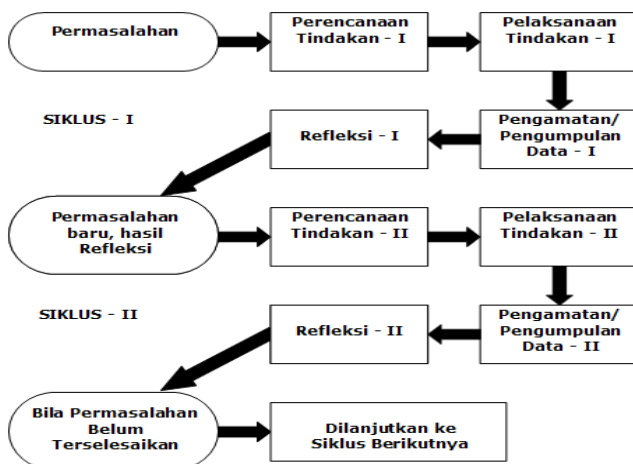 Permasalahan
Perencanaan
Tindakan - I
Pelaksanaan
Tindakan - I
SIKLUS - I
Refleksi - I
Pengamatan/
Pengumpulan
Data - I
Permasalahan
baru, hasil
Refleksi
Perencanaan
Tindakan - II
Pelaksanaan
Tindakan - II
SIKLUS - II
Refleksi - II
Pengamatan/
Pengumpulan
Data - II
Bila Permasalahan
Belum
Terselesaikan
Dilanjutkan ke
Siklus Berikutnya